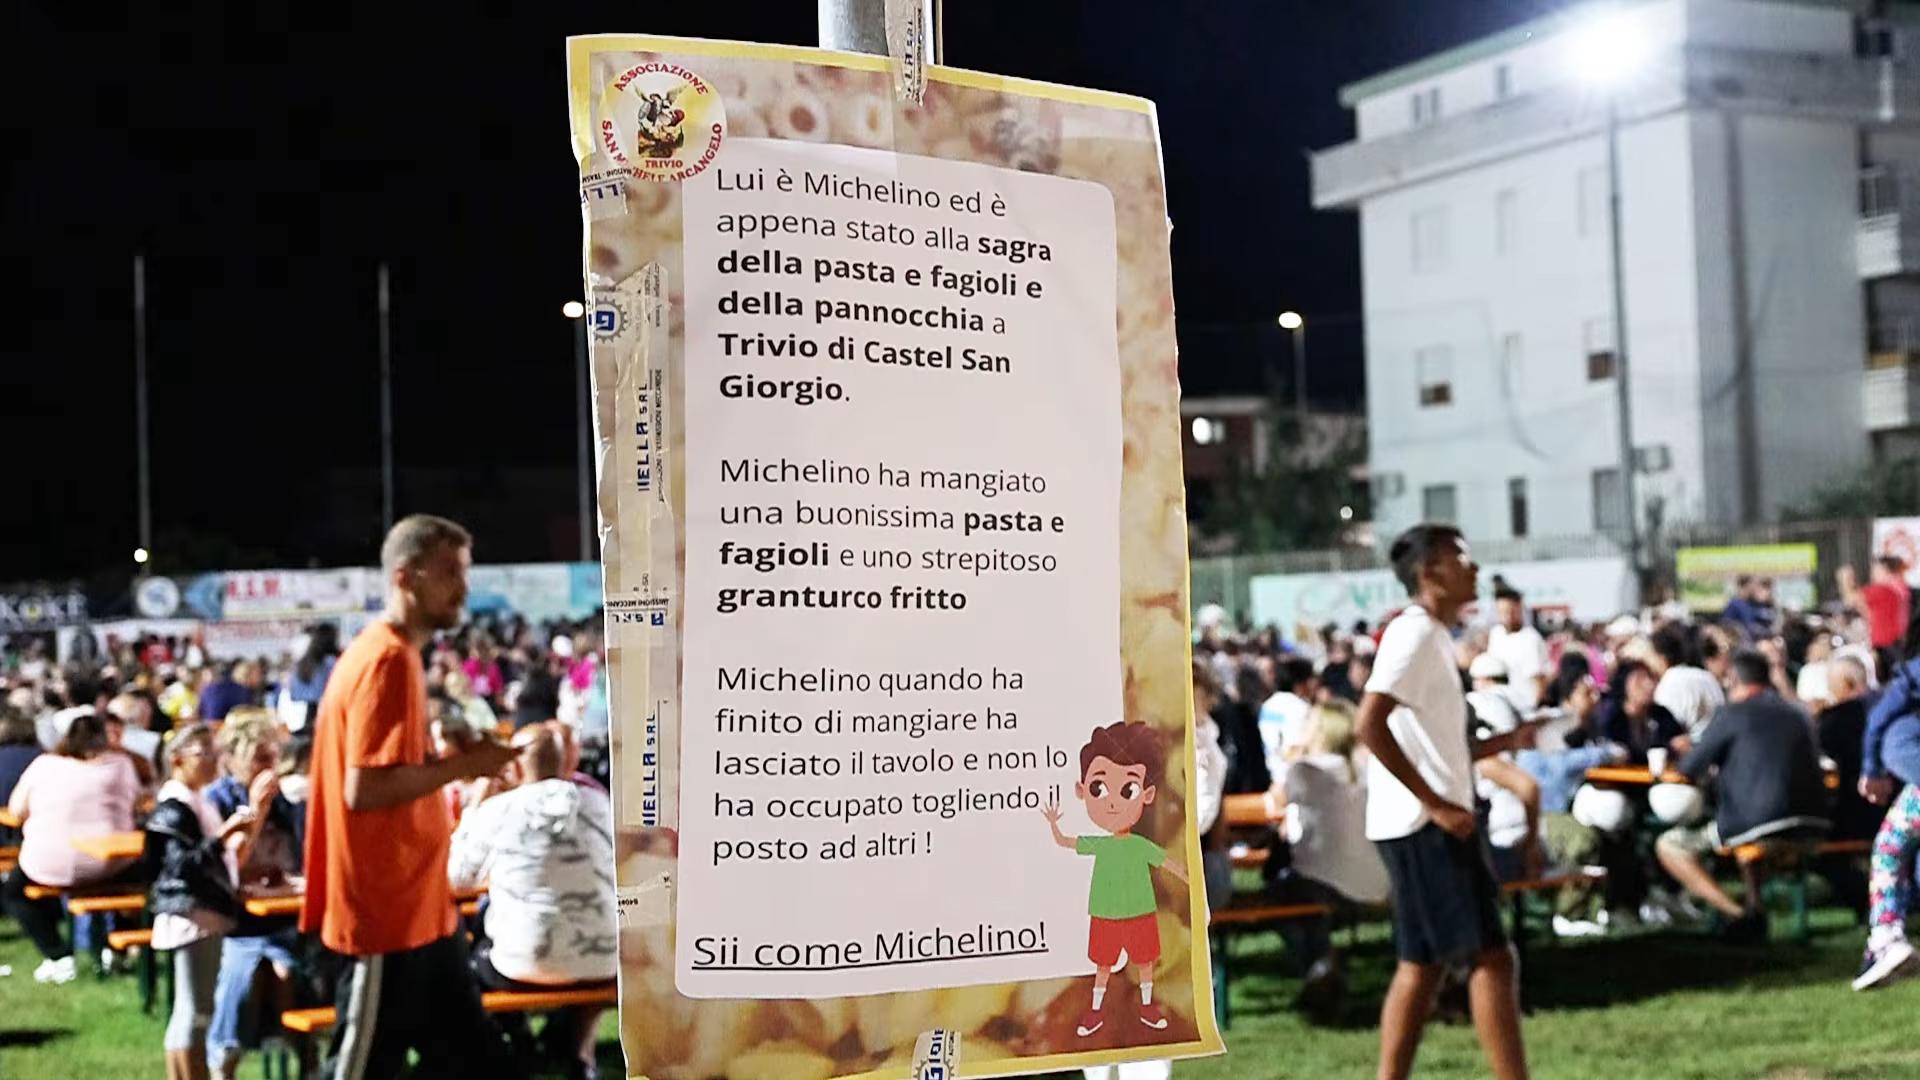 ASSOCIAZIONE
SAN MICHELE ARCANGELO
TRIVIO
Lui è Michelino ed è
appena stato alla sagra
della pasta e fagioli e
della pannocchia a
Trivio di Castel San
Giorgio.
Michelino ha mangiato
una buonissima pasta e
fagioli e uno strepitoso
granturco fritto
Michelino quando ha
finito di mangiare ha
lasciato il tavolo e non lo
ha occupato togliendo il
posto ad altri !
Sii come Michelino!